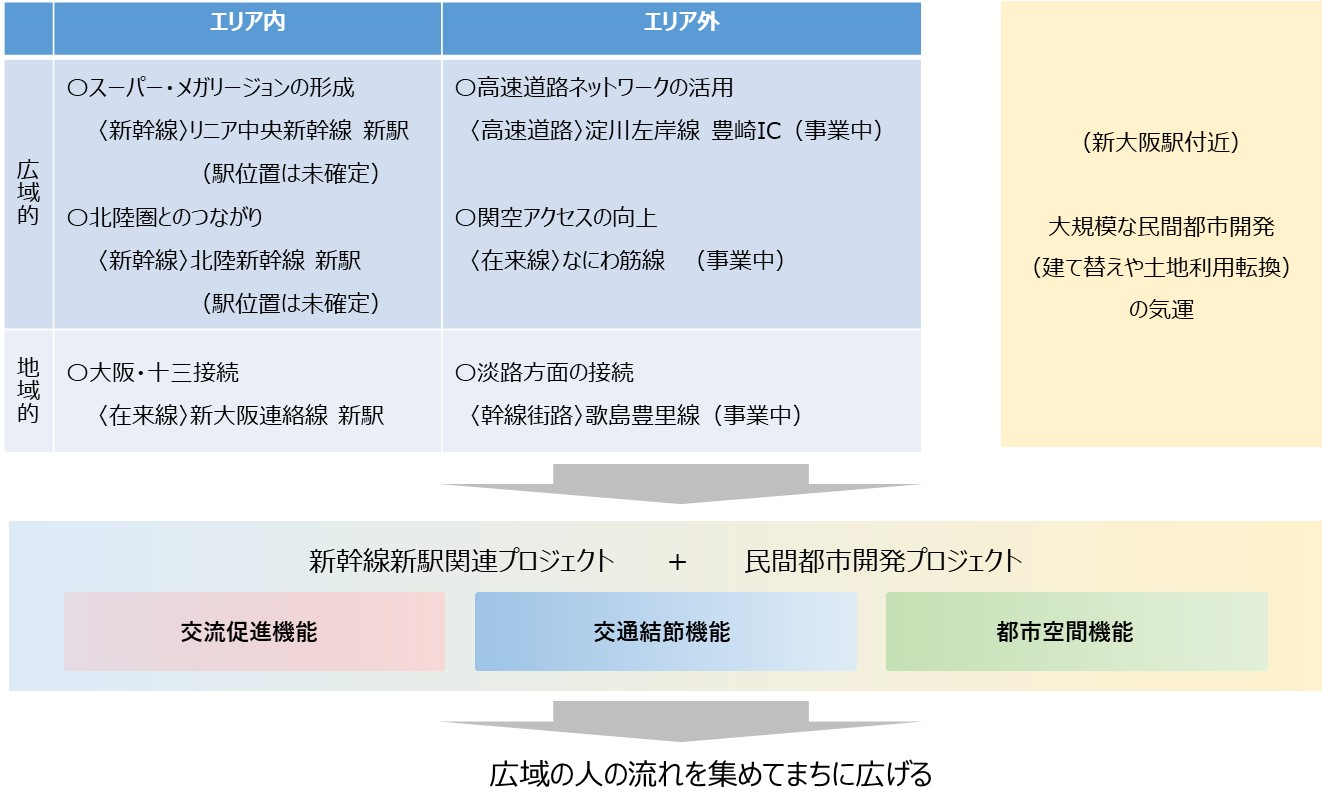 エリア内
エリア外
広域的
〇スーパー・メガリージョンの形成
〈新幹線〉リニア中央新幹線 新駅
（駅位置は未確定）
〇北陸圏とのつながり
〈新幹線〉北陸新幹線 新駅
（駅位置は未確定）
〇高速道路ネットワークの活用
〈高速道路〉淀川左岸線 豊崎IC（事業中）
〇関空アクセスの向上
〈在来線〉なにわ筋線 （事業中）
地域的
〇大阪・十三接続
〈在来線〉新大阪連絡線 新駅
〇淡路方面の接続
〈幹線街路〉歌島豊里線（事業中）
（新大阪駅付近）
大規模な民間都市開発
（建て替えや土地利用転換）
の気運
新幹線新駅関連プロジェクト + 民間都市開発プロジェクト
交流促進機能
交通結節機能
都市空間機能
広域の人の流れを集めてまちに広げる